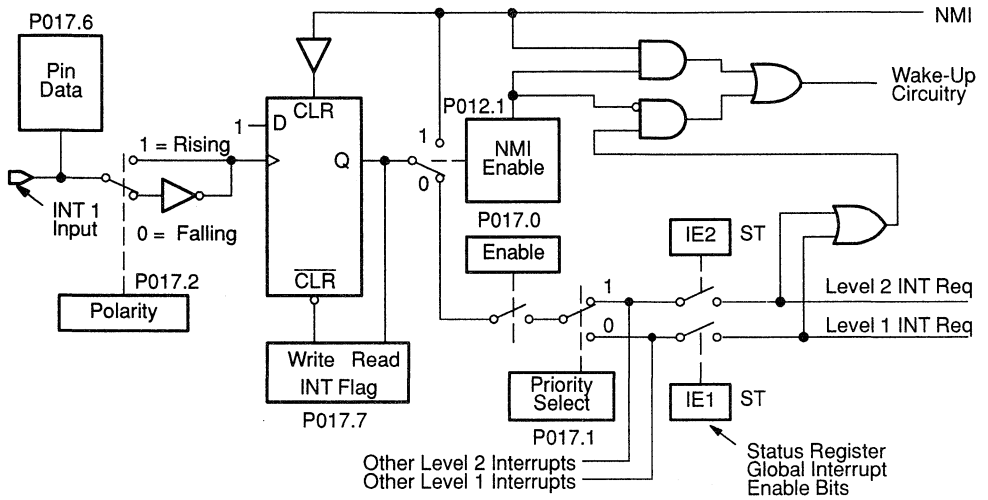 P017.6
NMI
Pin
Data
CLR
P012.1
Wake-Up
Circuitry
1
D
1 = Rising
Q
1
NMI
Enable
0
INT 1
Input
0 = Falling
P017.0
IE2
ST
Enable
CLR
P017.2
Polarity
1
Level 2 INT Req
0
Level 1 INT Req
Write
Read
INT Flag
Priority
Select
IE1
ST
P017.7
P017.1
Other Level 2 Interrupts
Other Level 1 Interrupts
Status Register
Global Interrupt
Enable Bits